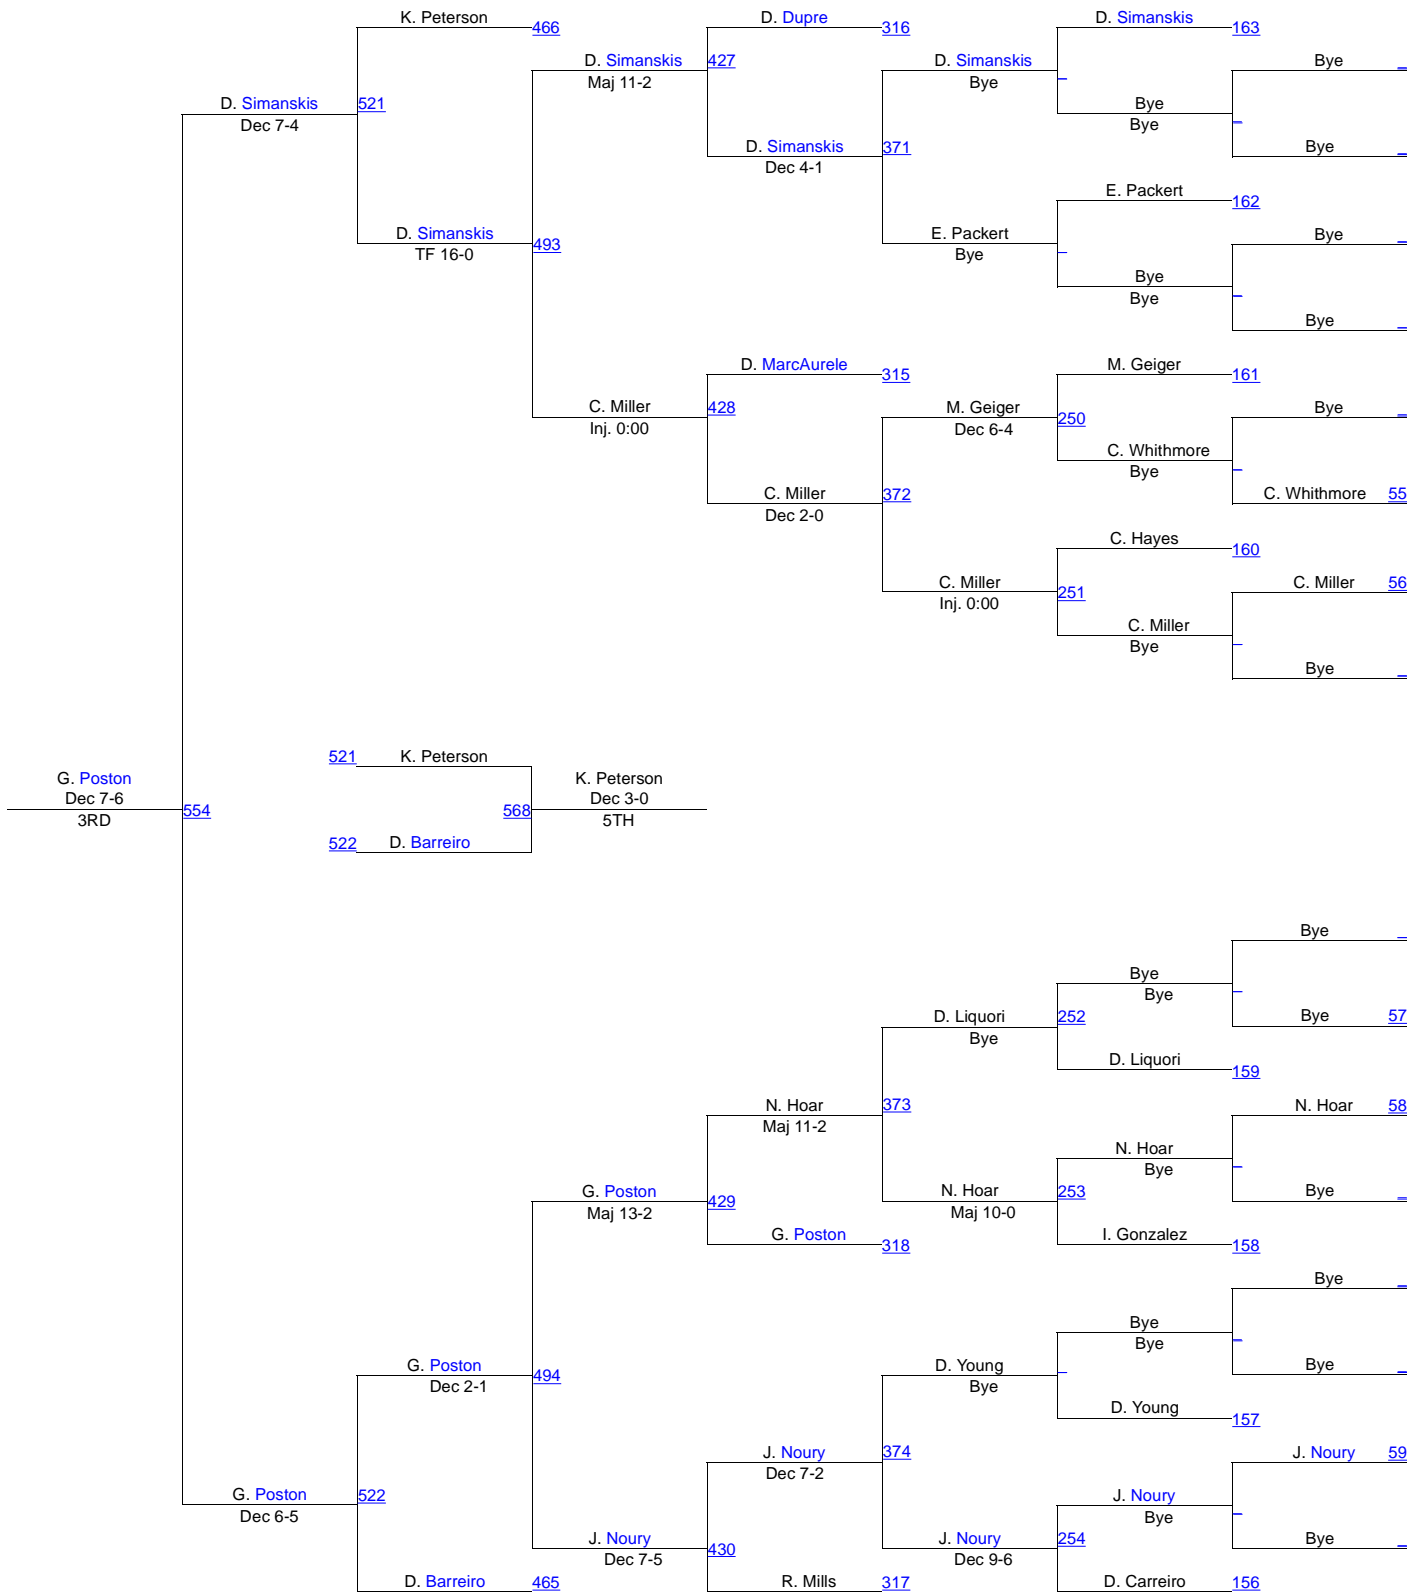 K. Peterson 466
D. Dupre 316
D. Simanskis 163
D. Simanskis 427
Maj 11-2
D. Simanskis
Bye
Bye
D. Simanskis 521
Dec 7-4
Bye
Bye
D. Simanskis 371
Dec 4-1
Bye
E. Packert 162
D. Simanskis 493
TF 16-0
E. Packert
Bye
Bye
Bye
Bye
Bye
D. MarcAurele 315
M. Geiger 161
C. Miller 428
Inj. 0:00
M. Geiger 250
Dec 6-4
Bye
C. Whithmore
Bye
C. Miller 372
Dec 2-0
C. Whithmore 55
C. Hayes 160
C. Miller 251
Inj. 0:00
C. Miller 56
C. Miller
Bye
Bye
521 K. Peterson
G. Poston
Dec 7-6
3RD
554
K. Peterson
Dec 3-0
5TH
568
522 D. Barreiro
Bye
Bye
Bye
D. Liquori 252
Bye
Bye 57
D. Liquori 159
N. Hoar 373
Maj 11-2
N. Hoar 58
N. Hoar
Bye
G. Poston 429
Maj 13-2
N. Hoar 253
Maj 10-0
Bye
G. Poston 318
I. Gonzalez 158
Bye
Bye
Bye
G. Poston 494
Dec 2-1
D. Young
Bye
Bye
D. Young 157
J. Noury 374
Dec 7-2
J. Noury 59
G. Poston 522
Dec 6-5
J. Noury
Bye
J. Noury 430
Dec 7-5
J. Noury 254
Dec 9-6
Bye
D. Barreiro 465
R. Mills 317
D. Carreiro 156